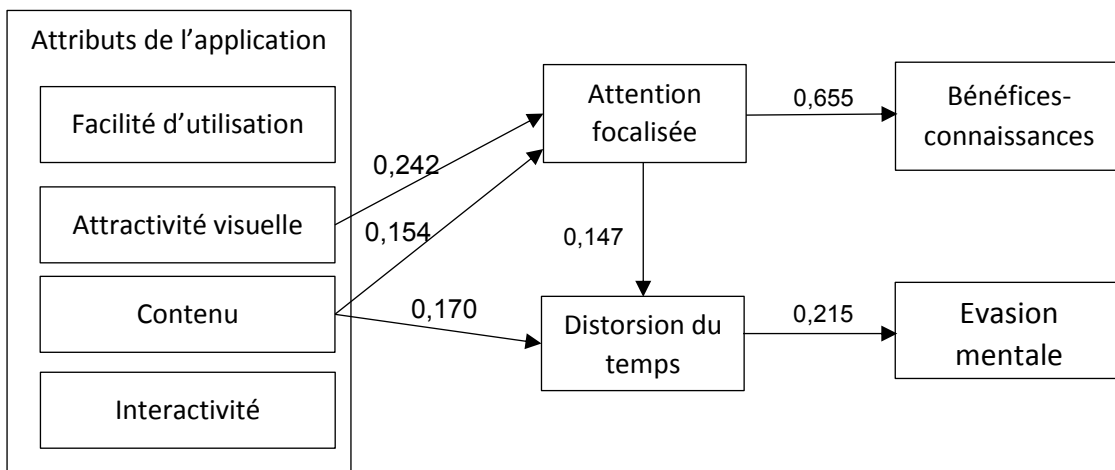 Attributs de l’application
Facilité d’utilisation
Attractivité visuelle
Contenu
Interactivité
0,242
0,154
0,170
Attention
focalisée
0,147
Distorsion du
temps
0,655
0,215
Bénéfices-
connaissances
Evasion
mentale